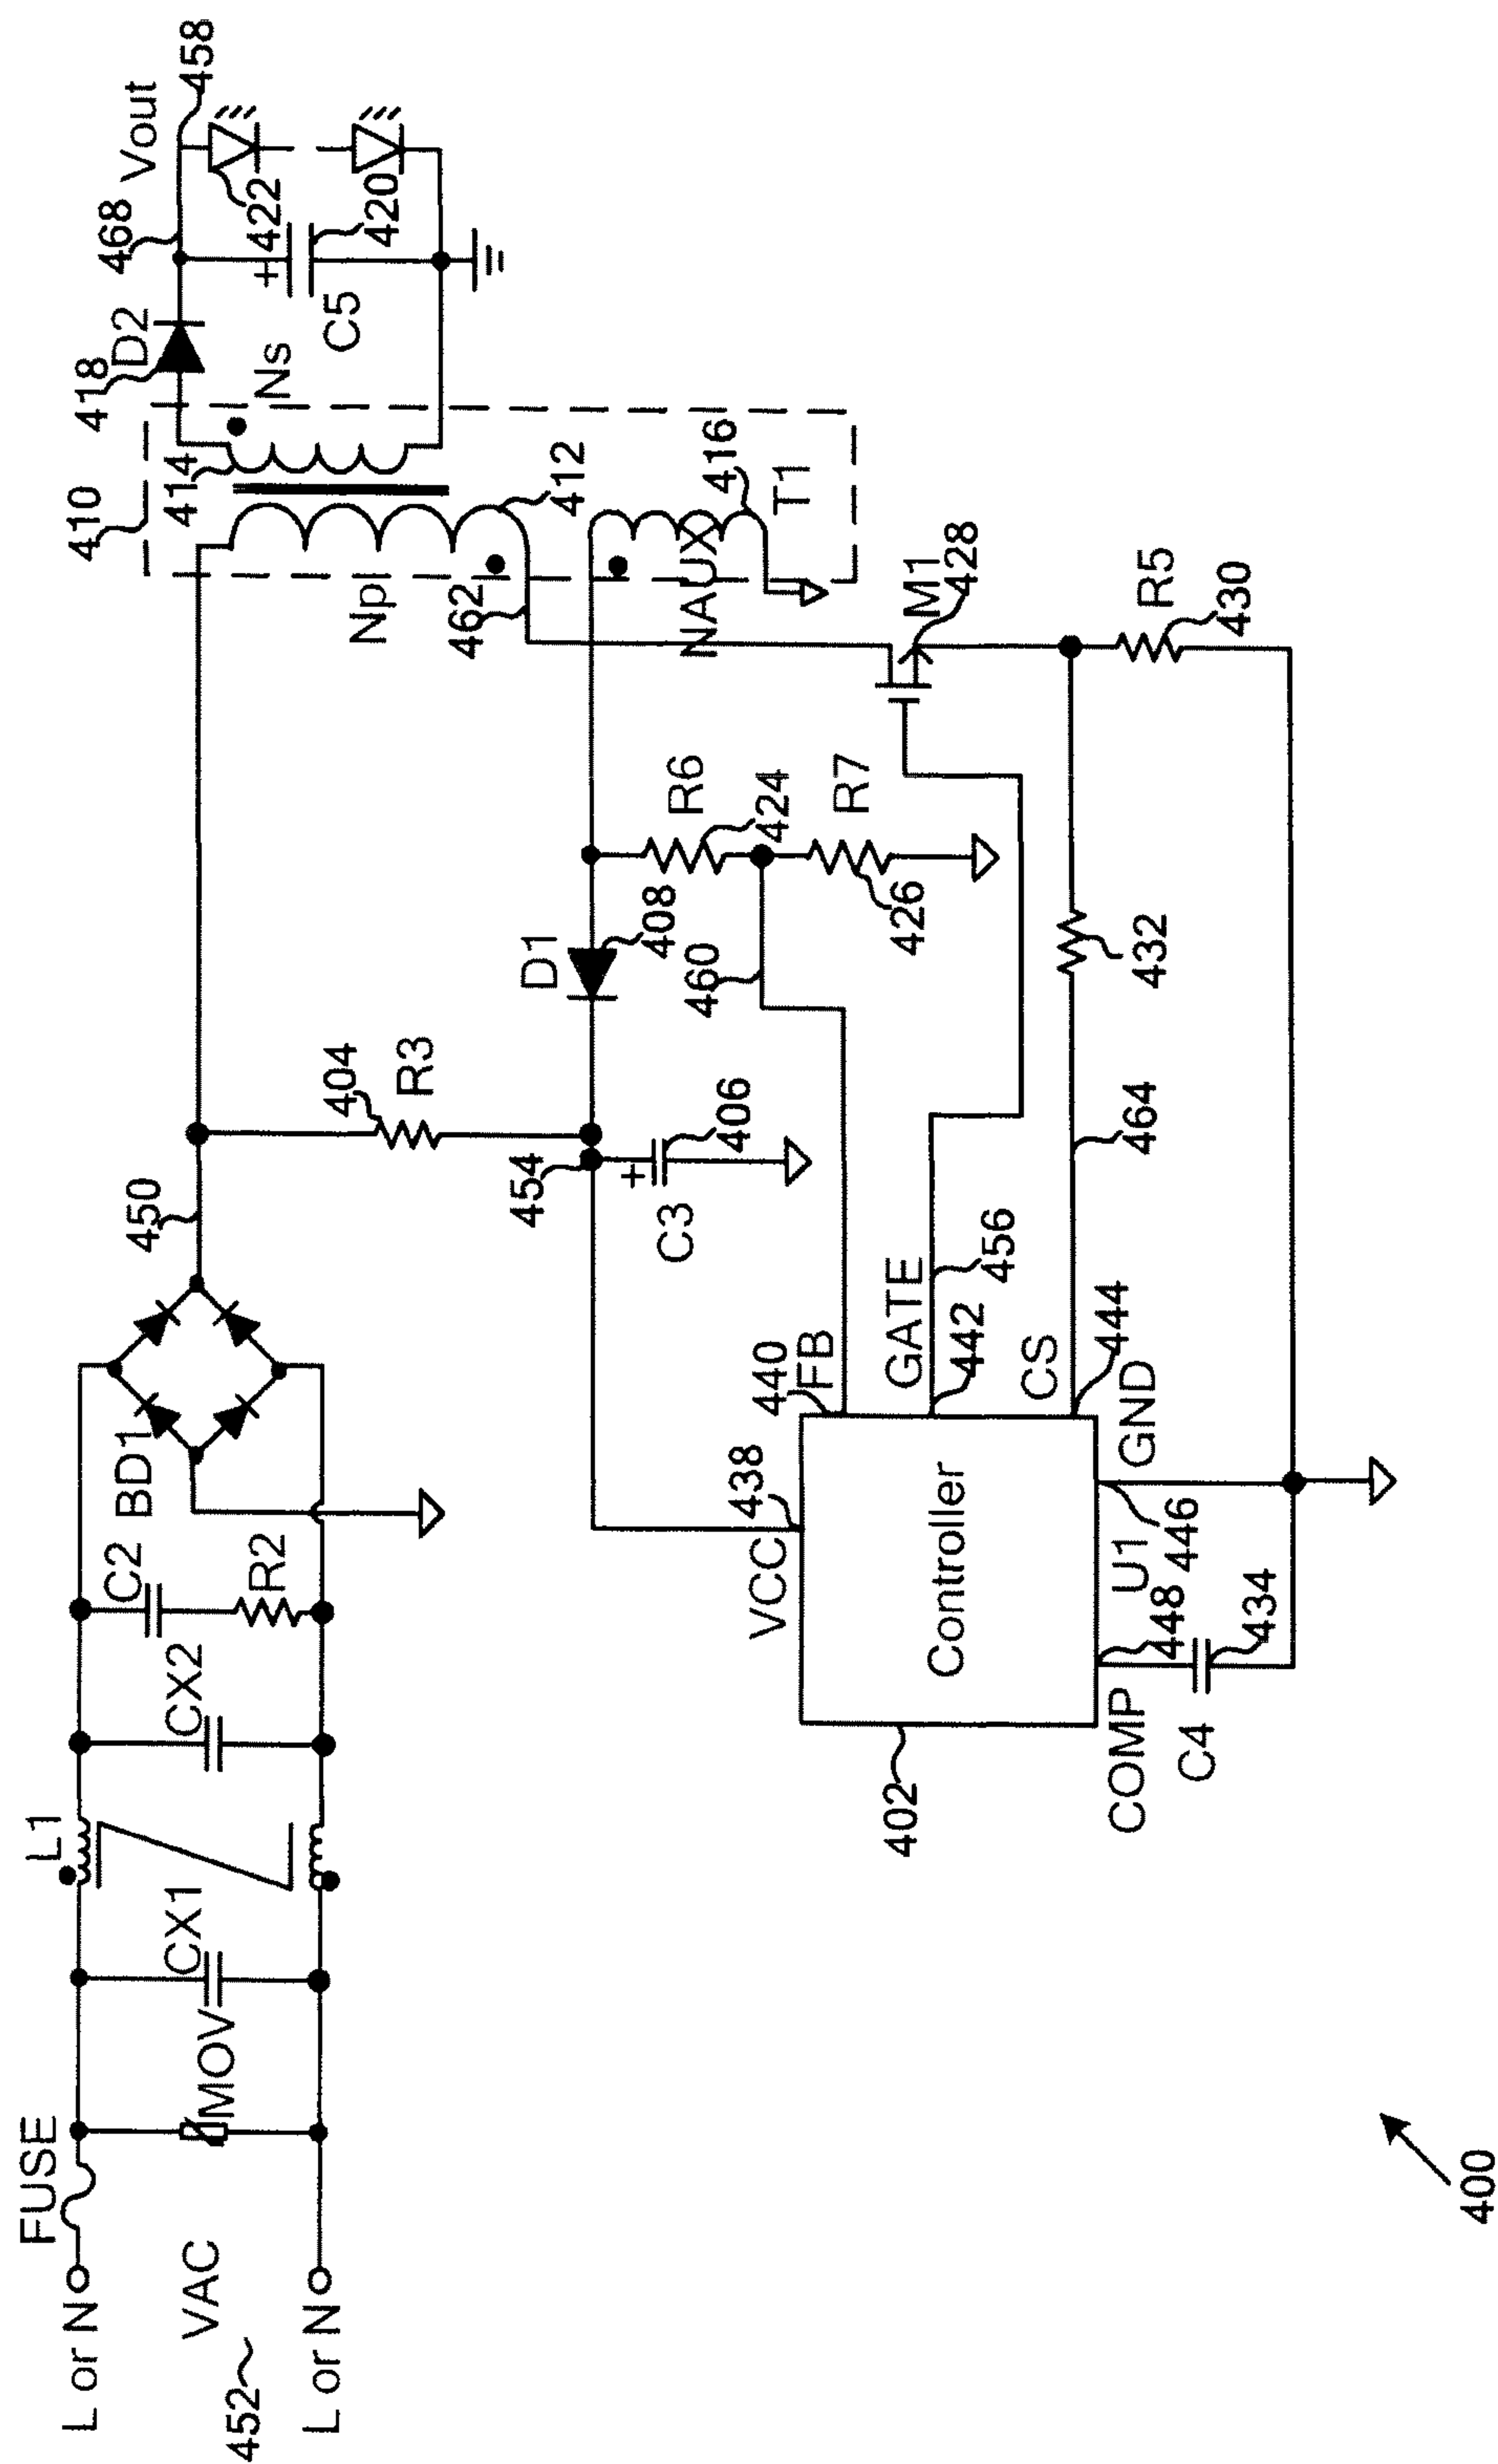 FUSE
L or N
VAC
452
L or N
MOV
CX1
L1
CX2
C2
R2
BD1
450
404
R3
454
C3
406
D1
408
R6
424
460
R7
426
410
414
418
D2
Ns
468
Vout
458
422
420
C5
Np
462
412
NAUX
416
T1
M1
428
R5
430
432
464
VCC
438
440
FB
GATE
442
456
CS
444
GND
446
U1
448
434
COMP
C4
Controller
402
400